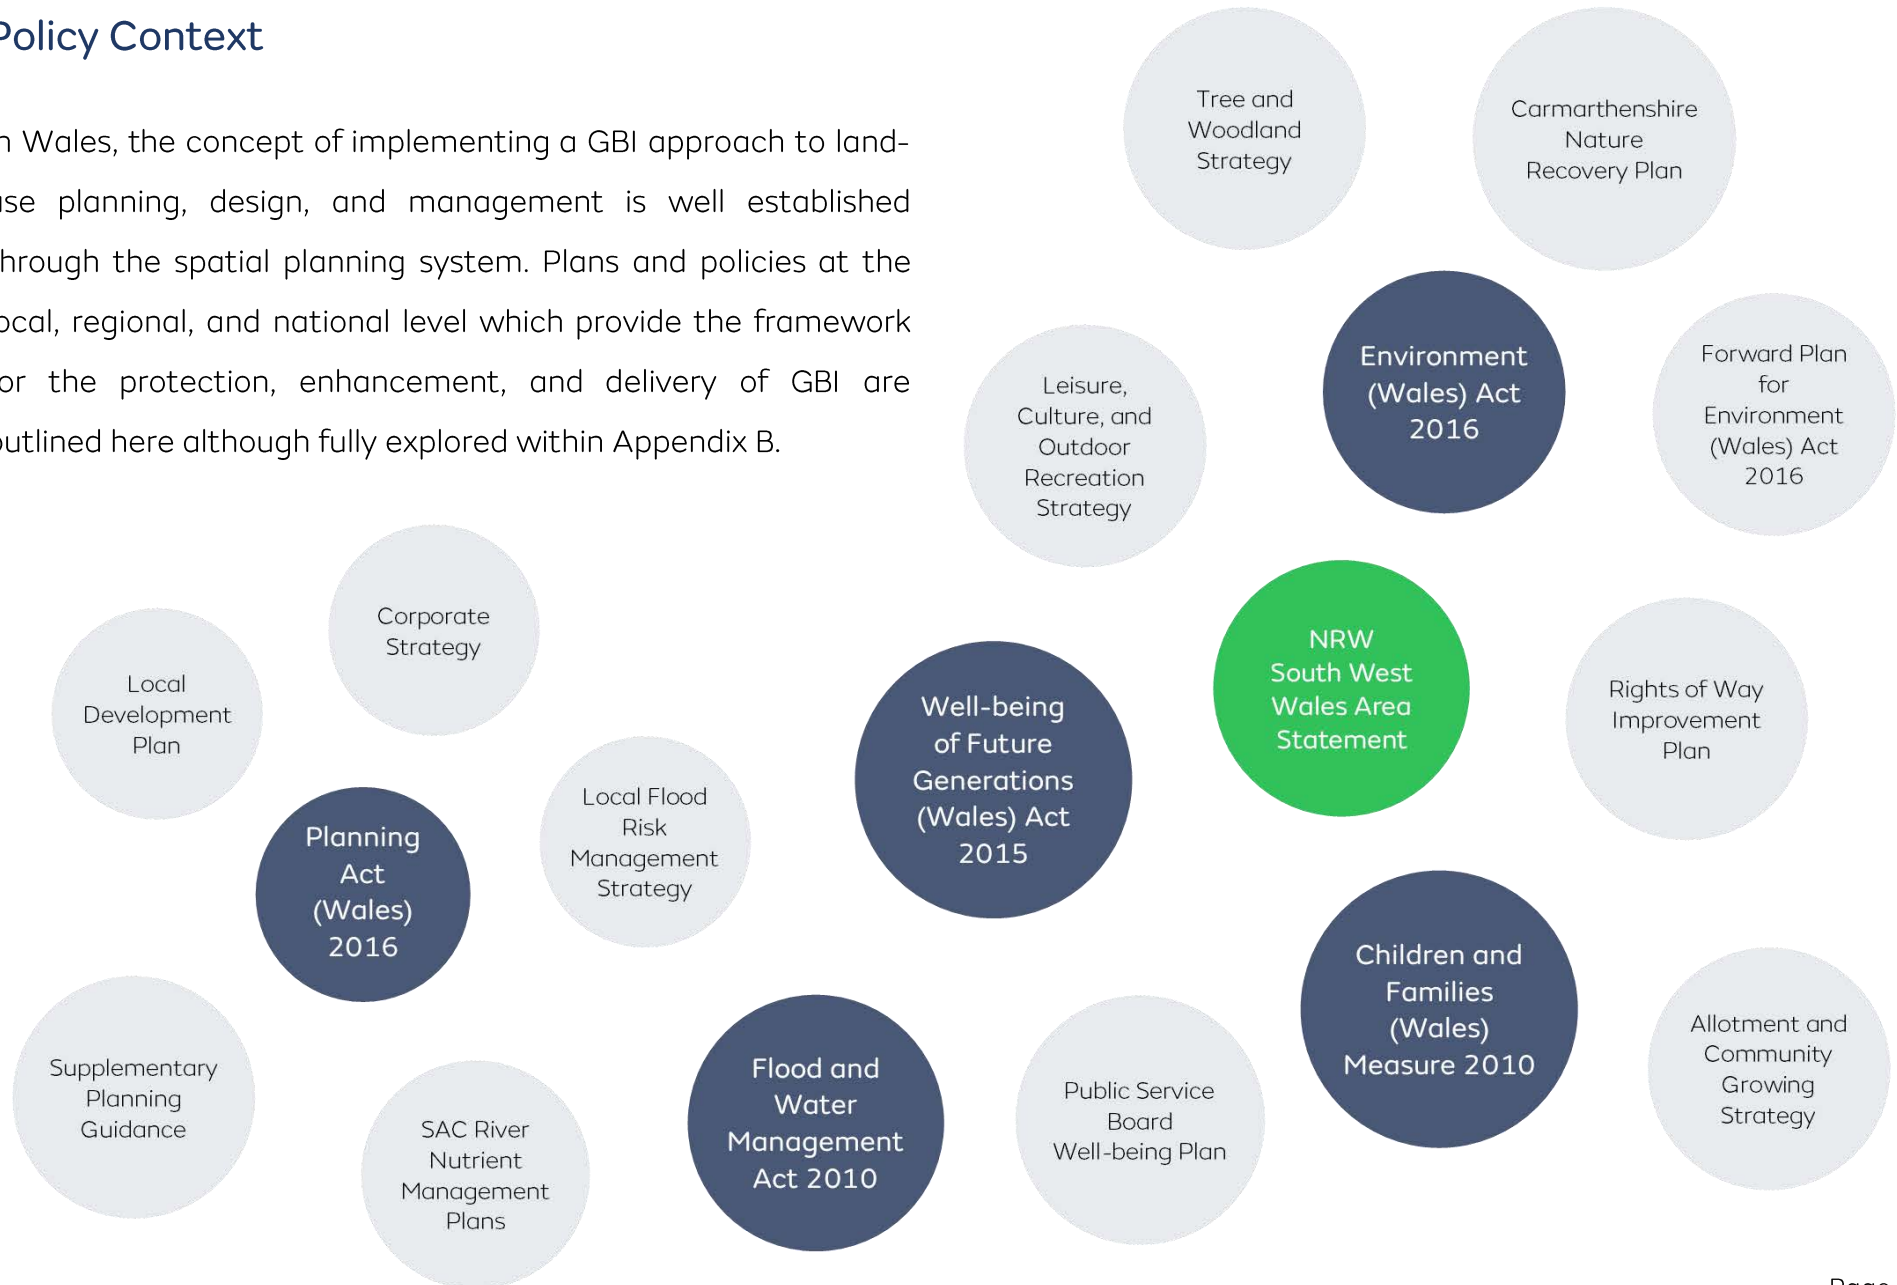 Policy Context
n Wales, the concept of implementing a GBI approach to land-
use planning, design, and management is well established
through the spatial planning system. Plans and policies at the
local, regional, and national level which provide the framework
for the protection, enhancement, and delivery of GBI are
outlined here although fully explored within Appendix B.
Tree and
Woodland
Strategy
Carmarthenshire
Nature
Recovery Plan
Environment
(Wales) Act
2016
Forward Plan
for
Environment
(Wales) Act
2016
Leisure,
Culture, and
Outdoor
Recreation
Strategy
Corporate
Strategy
Local
Development
Plan
NRW
South West
Wales Area
Statement
Rights of Way
Improvement
Plan
Well-being
of Future
Generations
(Wales) Act
2015
Local Flood
Risk
Management
Strategy
Planning
Act
(Wales)
2016
Children and
Families
(Wales)
Measure 2010
Allotment and
Community
Growing
Strategy
Supplementary
Planning
Guidance
SAC River
Nutrient
Management
Plans
Flood and
Water
Management
Act 2010
Public Service
Board
Well-being Plan
Page